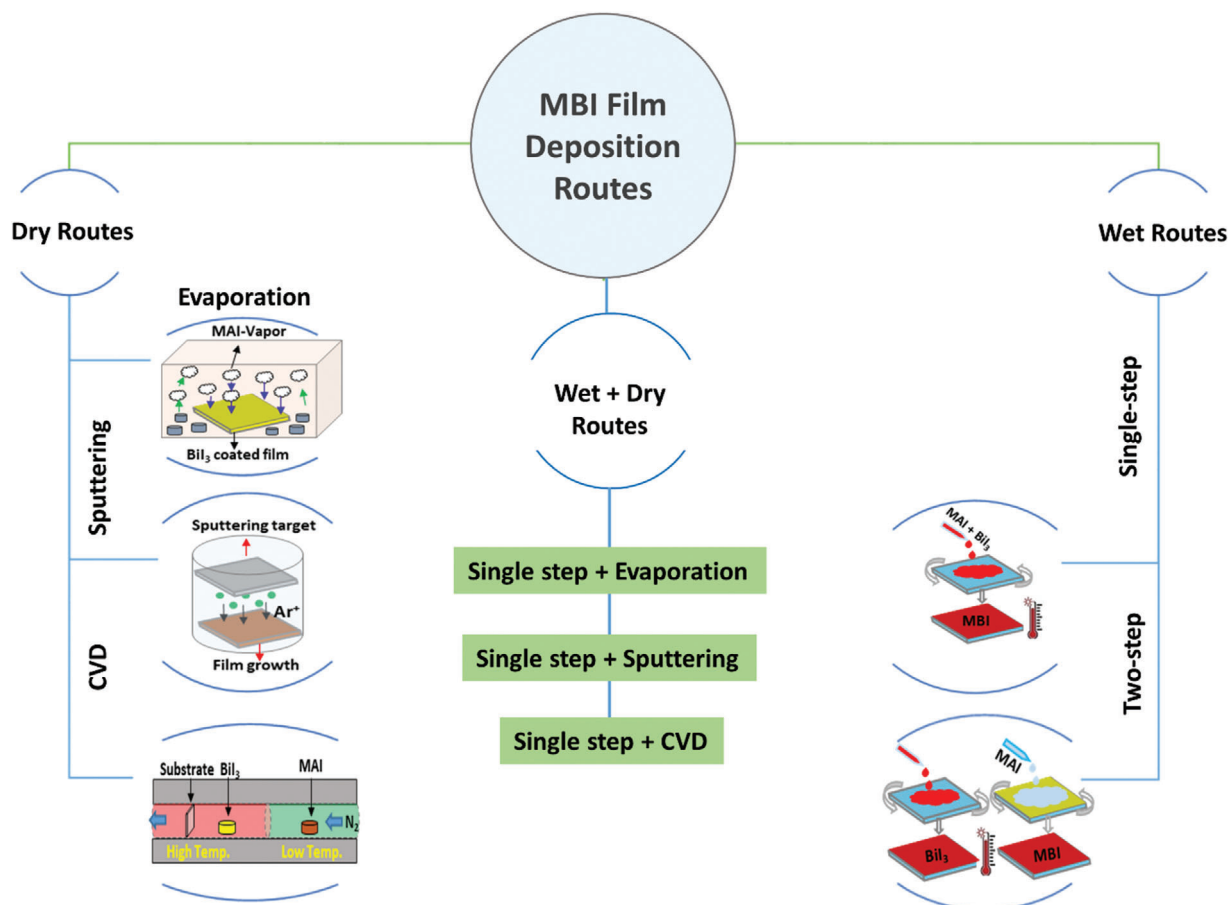 MBI Film
Deposition
Routes
Dry Routes
Evaporation
MAI-Vapor
BiI₃ coated film
Sputtering
Sputtering target
Ar⁺
Film growth
CVD
Substrate BiI₃ MAI
N₂
High Temp. Low Temp.
Wet + Dry
Routes
Single step + Evaporation
Single step + Sputtering
Single step + CVD
Wet Routes
Single-step
MAI + BiI₃
MBI
Two-step
MAI
BiI₃
MBI